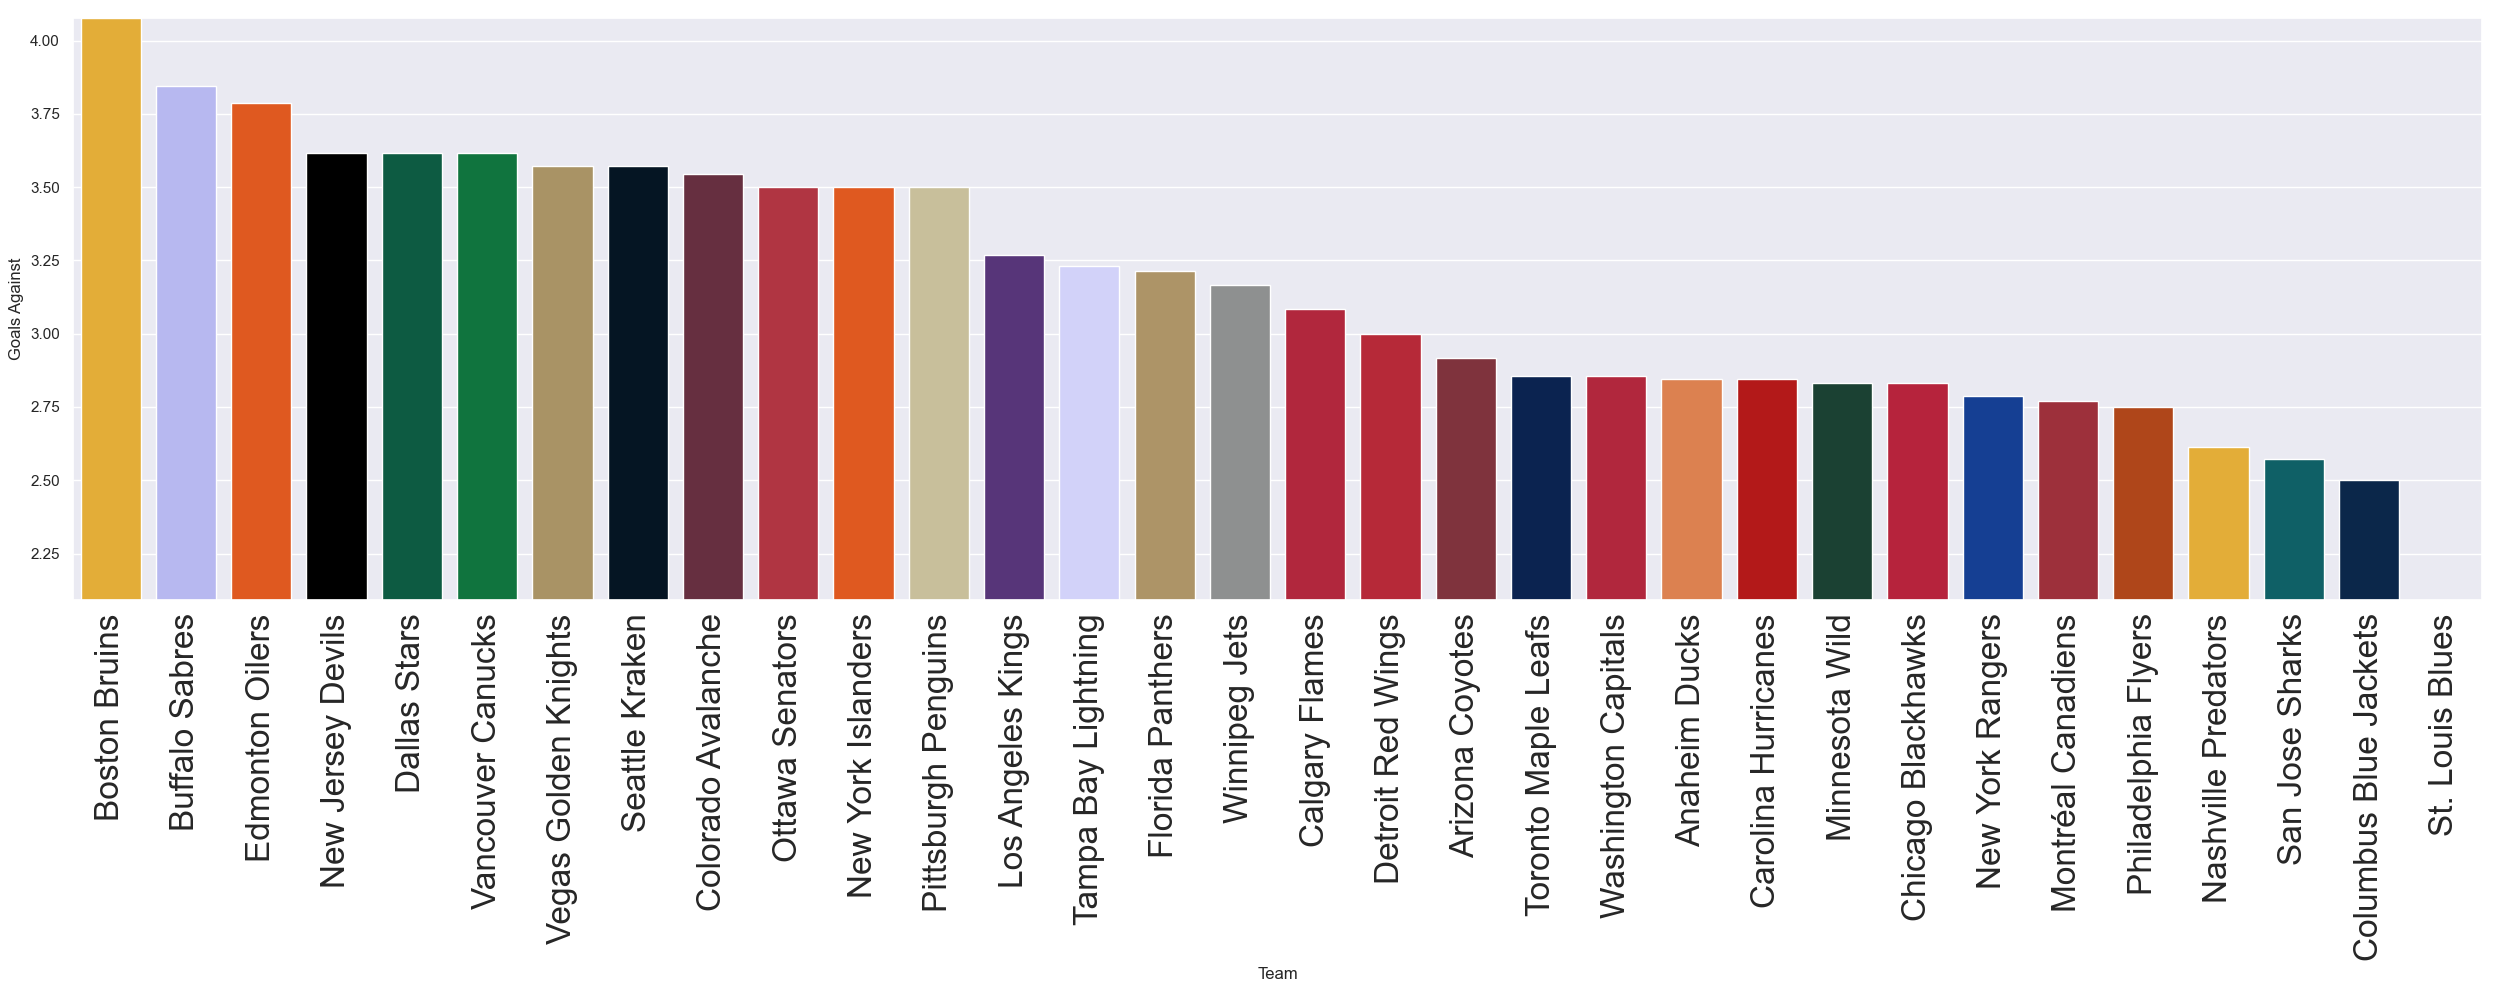 4.00
3.75
3.50
3.25
3.00
2.75
2.50
2.25
Goals Against
Boston Bruins
Buffalo Sabres
Edmonton Oilers
New Jersey Devils
Dallas Stars
Vancouver Canucks
Vegas Golden Knights
Seattle Kraken
Colorado Avalanche
Ottawa Senators
New York Islanders
Pittsburgh Penguins
Los Angeles Kings
Tampa Bay Lightning
Florida Panthers
Winnipeg Jets
Calgary Flames
Detroit Red Wings
Arizona Coyotes
Toronto Maple Leafs
Washington Capitals
Anaheim Ducks
Carolina Hurricanes
Minnesota Wild
Chicago Blackhawks
New York Rangers
Montréal Canadiens
Philadelphia Flyers
Nashville Predators
San Jose Sharks
Columbus Blue Jackets
St. Louis Blues
Team